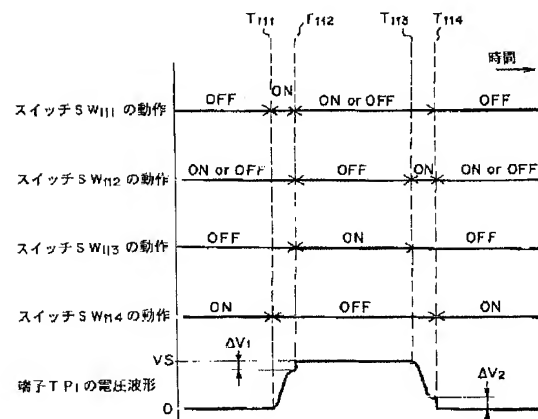 T111 T112 T113 T114
時間
スイッチSW111の動作 OFF ON ON or OFF OFF
スイッチSW112の動作 ON or OFF OFF ON ON or OFF
スイッチSW113の動作 OFF ON OFF
スイッチSW114の動作 ON OFF ON
VS ΔV1
端子TP1の電圧波形 ΔV2
0